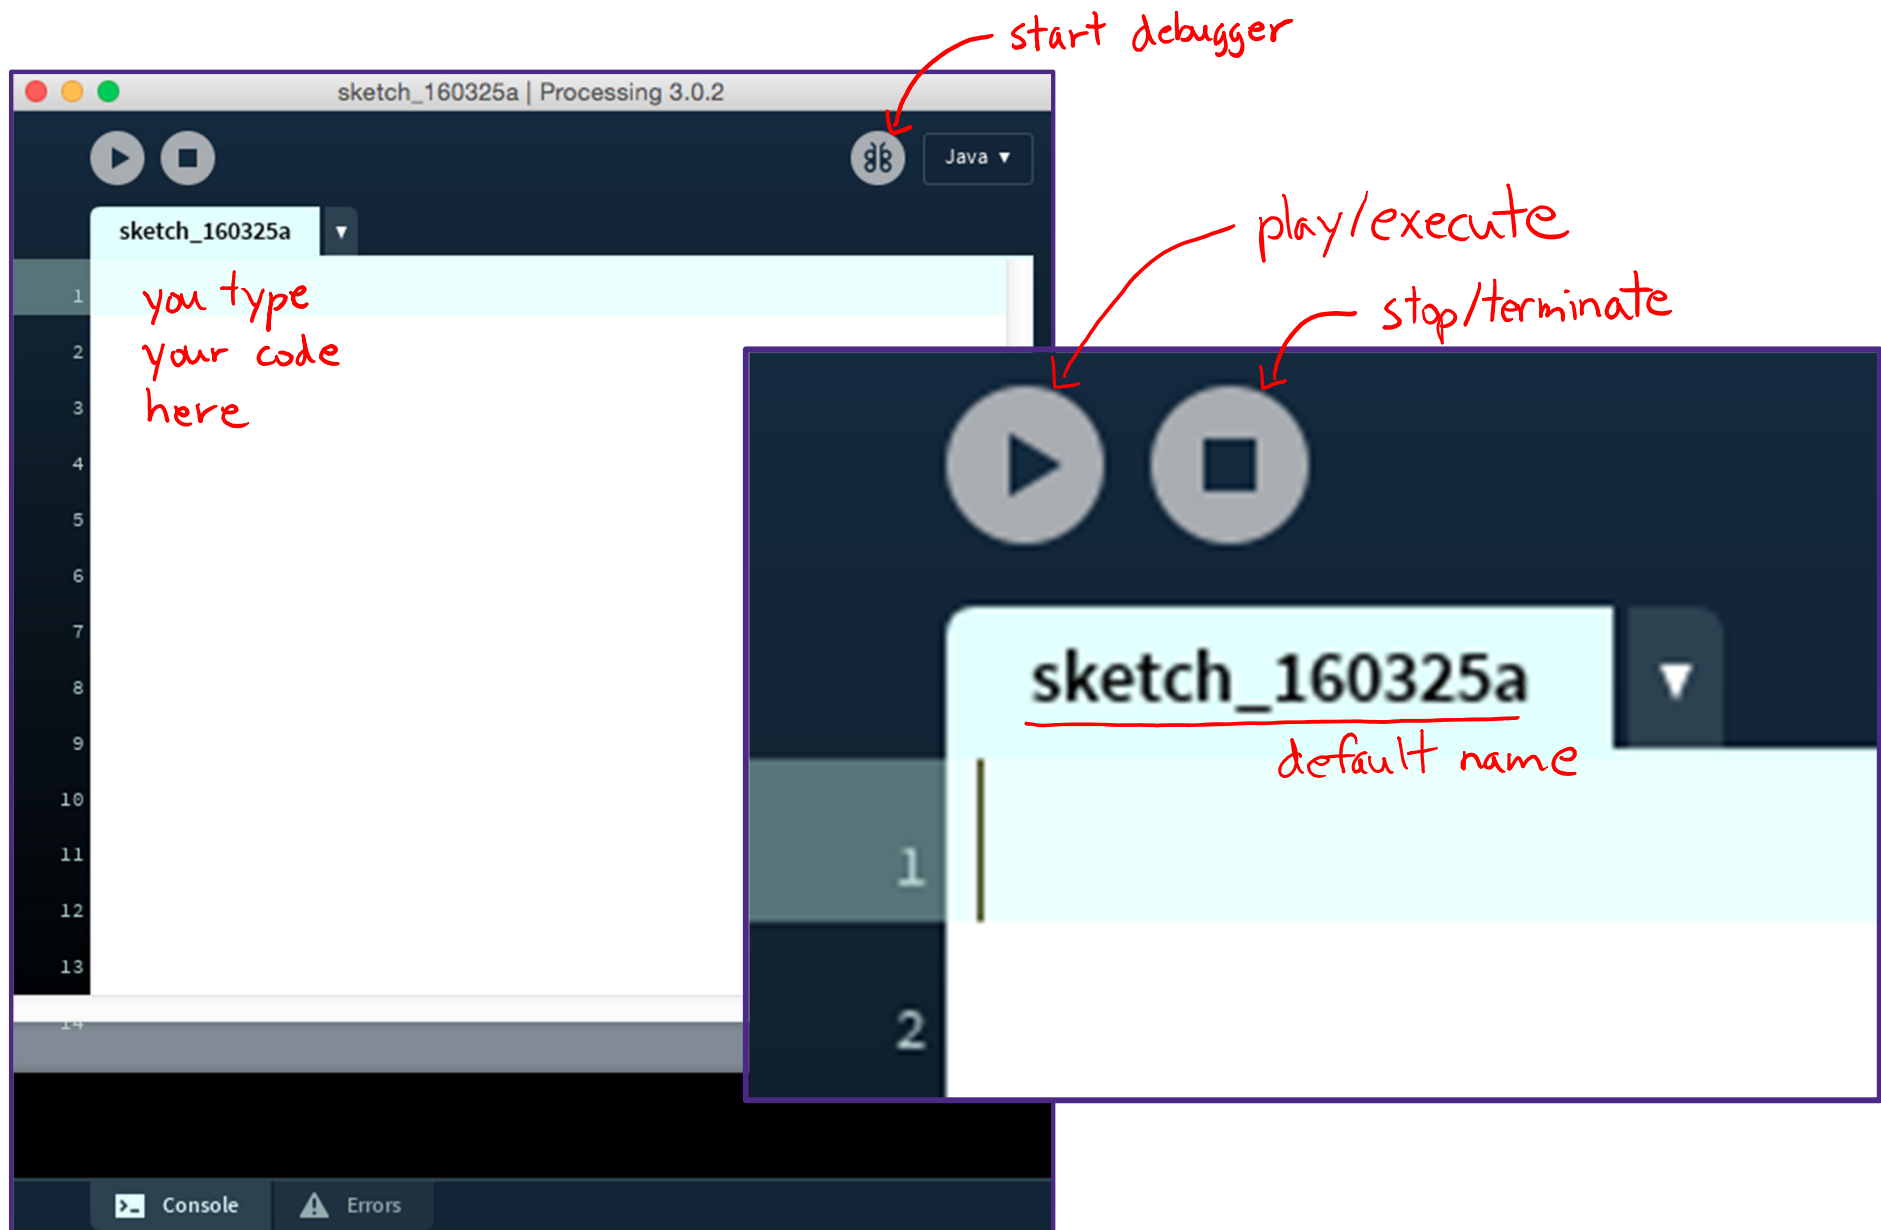 start debugger
sketch_160325a | Processing 3.0.2
Java ▼
sketch_160325a ▼
1
you type
2
your code
3
here
4
5
6
7
8
9
10
11
12
13
14
Console
Errors
play/execute
stop/terminate
sketch_160325a ▼
default name
1
2